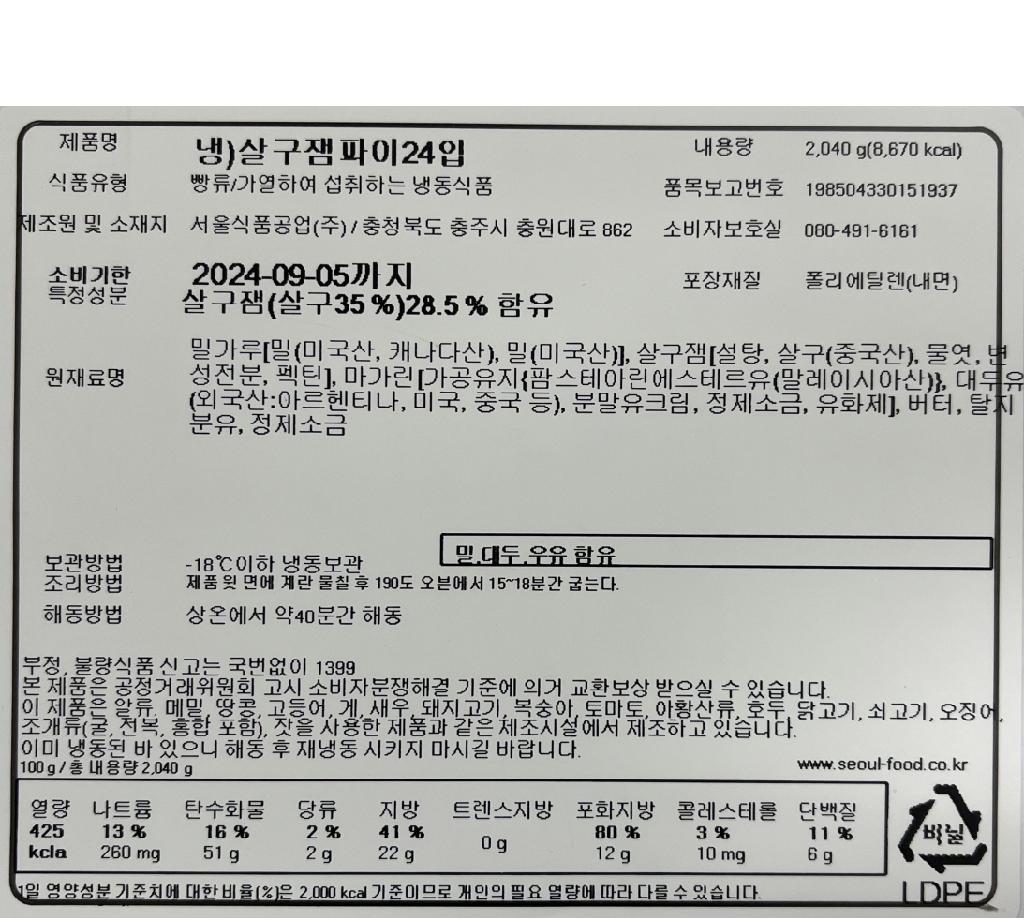 제품명 냉)살구잼파이24입 내용량 2,040 g(8,670 kcal)
식품유형 빵류/가열하여 섭취하는 냉동식품 품목보고번호 198504330151937
제조원 및 소재지 서울식품공업(주)/충청북도 충주시 충원대로 862 소비자보호실 080-491-6161
소비기한 2024-09-05까지 포장재질 폴리에틸렌(내면)
특정성분 살구잼(살구35%)28.5% 함유
원재료명 밀가루[밀(미국산, 캐나다산), 밀(미국산)], 살구잼[설탕, 살구(중국산), 물엿, 변
성전분, 펙틴], 마가린[가공유지{팜스테아린에스테르유(말레이시아산)}, 대두유
(외국산:아르헨티나, 미국, 중국 등), 분말유크림, 정제소금, 유화제], 버터, 탈지
분유, 정제소금
밀,대두,우유 함유
보관방법 -18℃이하 냉동보관
조리방법 제품 윗 면에 계란 물칠 후 190도 오븐에서 15~18분간 굽는다.
해동방법 상온에서 약40분간 해동
부정, 불량식품 신고는 국번없이 1399
본 제품은 공정거래위원회 고시 소비자분쟁해결 기준에 의거 교환보상 받으실 수 있습니다.
이 제품은 알류, 메밀, 땅콩, 고등어, 게, 새우, 돼지고기, 복숭아, 토마토, 아황산류, 호두, 닭고기, 쇠고기, 오징어,
조개류(굴, 전복, 홍합 포함), 잣을 사용한 제품과 같은 제조시설에서 제조하고 있습니다.
이미 냉동된 바 있으니 해동 후 재냉동 시키지 마시길 바랍니다.
100 g / 총 내용량 2,040 g www.seoul-food.co.kr
열량 나트륨 탄수화물 당류 지방 트렌스지방 포화지방 콜레스테롤 단백질
425 13 % 16 % 2 % 41 % 80 % 3 % 11 %
kcla 260 mg 51 g 2 g 22 g 0 g 12 g 10 mg 6 g
비닐
LDPE
1일 영양성분 기준치에 대한 비율(%)은 2,000 kcal 기준이므로 개인의 필요 열량에 따라 다를 수 있습니다.